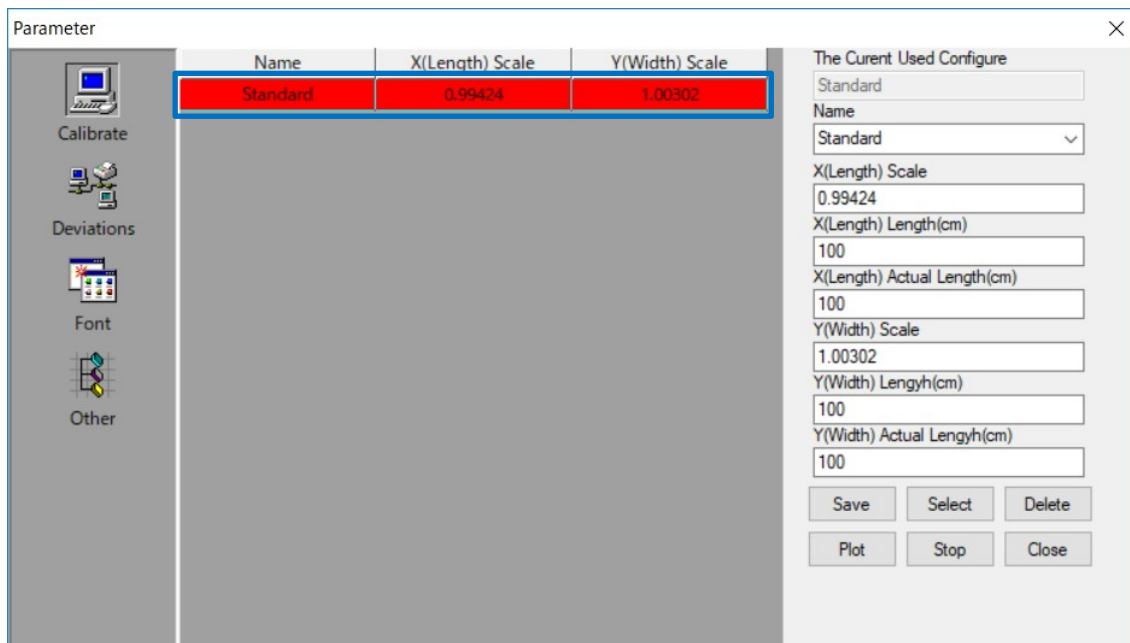 Parameter
Calibrate
Deviations
Font
Other
Name X(Length) Scale Y(Width) Scale
Standard 0.99424 1.00302
The Curent Used Configure
Standard
Name
Standard
X(Length) Scale
0.99424
X(Length) Length(cm)
100
X(Length) Actual Length(cm)
100
Y(Width) Scale
1.00302
Y(Width) Lengyh(cm)
100
Y(Width) Actual Lengyh(cm)
100
Save Select Delete
Plot Stop Close